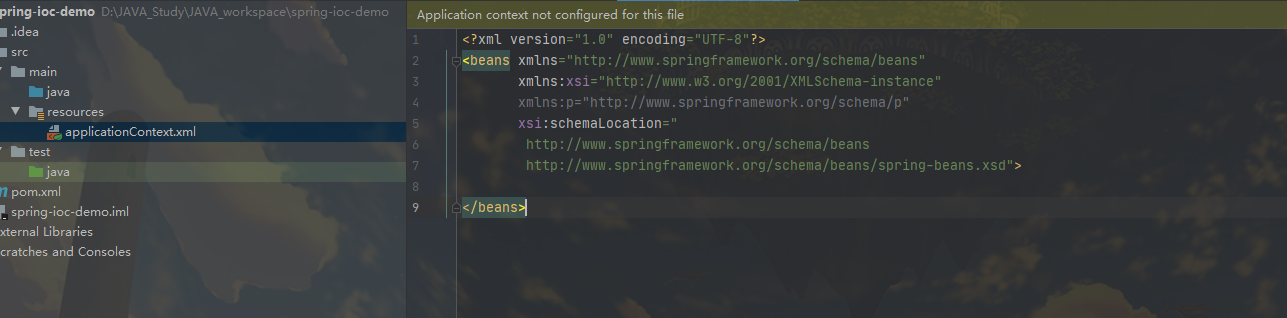 pring-ioc-demo D:\JAVA_Study\JAVA_workspace\spring-ioc-demo
.idea
src
main
java
resources
applicationContext.xml
test
java
pom.xml
spring-ioc-demo.iml
xternal Libraries
cratches and Consoles
Application context not configured for this file
1 <?xml version="1.0" encoding="UTF-8"?>
2 <beans xmlns="http://www.springframework.org/schema/beans"
3 xmlns:xsi="http://www.w3.org/2001/XMLSchema-instance"
4 xmlns:p="http://www.springframework.org/schema/p"
5 xsi:schemaLocation="
6 http://www.springframework.org/schema/beans
7 http://www.springframework.org/schema/beans/spring-beans.xsd">
8
9 </beans>